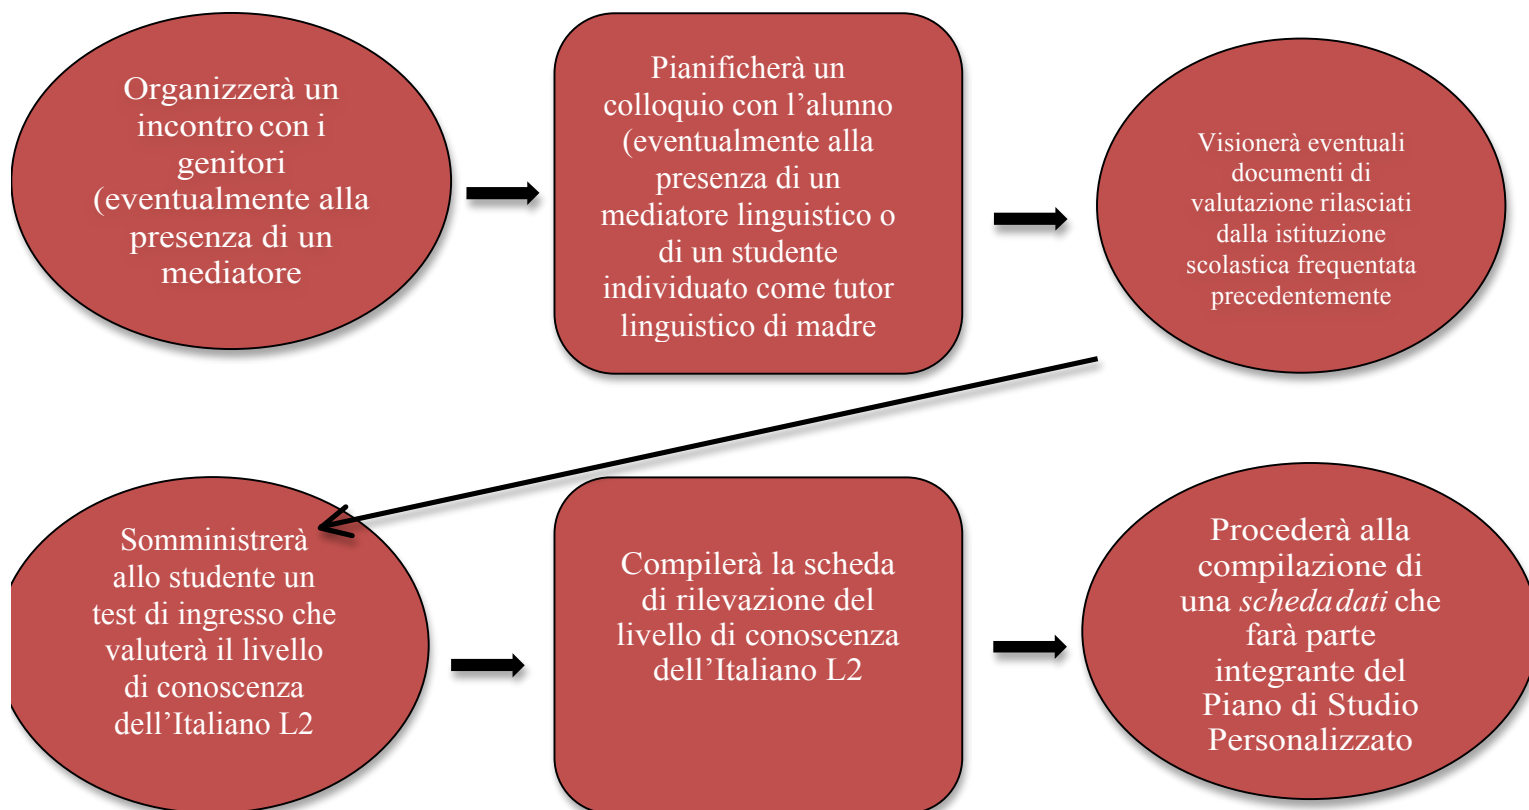 Organizzerà un
incontro con i
genitori
(eventualmente alla
presenza di un
mediatore
Pianificherà un
colloquio con l’alunno
(eventualmente alla
presenza di un
mediatore linguistico o
di un studente
individuato come tutor
linguistico di madre
Visionerà eventuali
documenti di
valutazione rilasciati
dalla istituzione
scolastica frequentata
precedentemente
Somministrerà
allo studente un
test di ingresso che
valuterà il livello
di conoscenza
dell’Italiano L2
Compilerà la scheda
di rilevazione del
livello di conoscenza
dell’Italiano L2
Procederà alla
compilazione di
una scheda dati che
farà parte
integrante del
Piano di Studio
Personalizzato